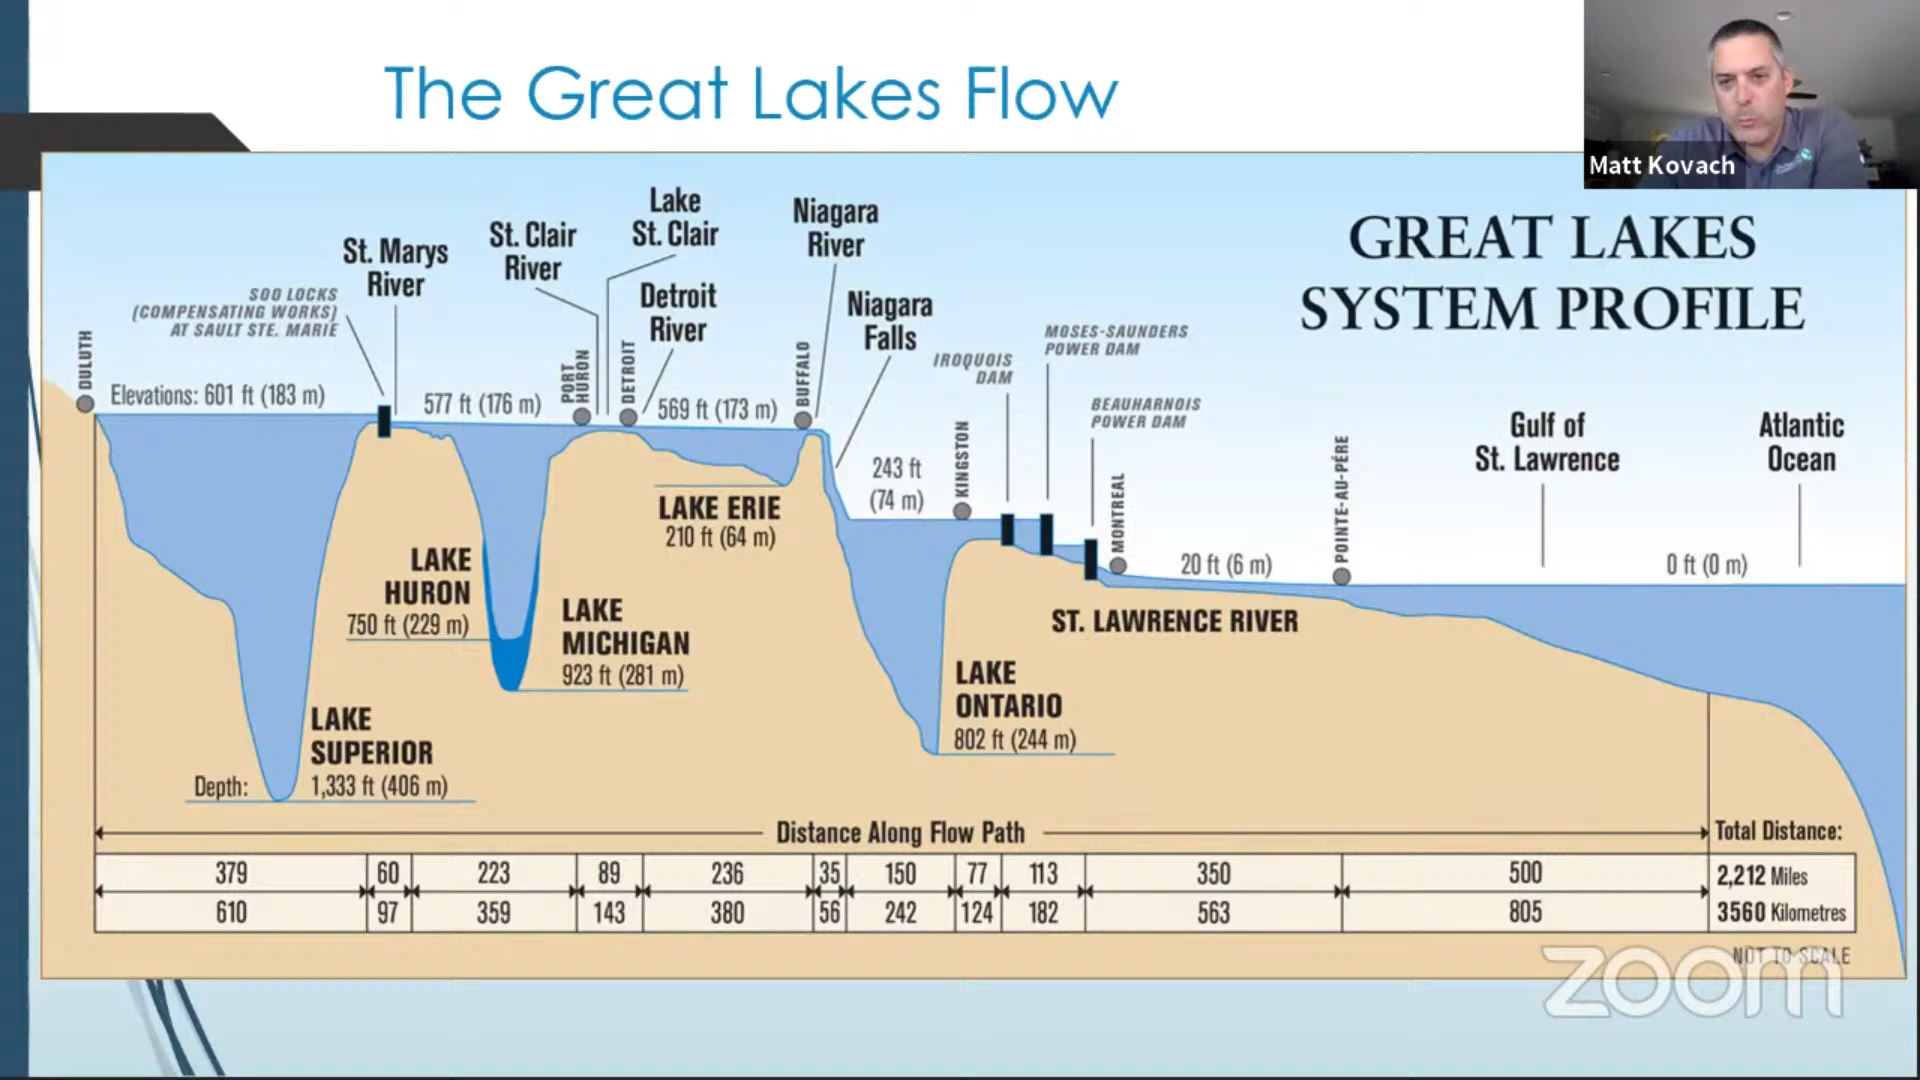 The Great Lakes Flow
Matt Kovach
GREAT LAKES
SYSTEM PROFILE
Lake
St. Clair
Niagara
River
St. Clair
River
St. Marys
River
Detroit
River
Niagara
Falls
SOO LOCKS
(COMPENSATING WORKS)
AT SAULT STE. MARIE
MOSES-SAUNDERS
POWER DAM
IROQUOIS
DAM
BEAUHARNOIS
POWER DAM
DULUTH
PORT
HURON
DETROIT
BUFFALO
KINGSTON
MONTREAL
POINTE-AU-PÈRE
Gulf of
St. Lawrence
Atlantic
Ocean
Elevations: 601 ft (183 m)
577 ft (176 m)
569 ft (173 m)
243 ft
(74 m)
20 ft (6 m)
0 ft (0 m)
LAKE ERIE
210 ft (64 m)
LAKE
HURON
750 ft (229 m)
LAKE
MICHIGAN
923 ft (281 m)
ST. LAWRENCE RIVER
LAKE
ONTARIO
802 ft (244 m)
LAKE
SUPERIOR
Depth: 1,333 ft (406 m)
Distance Along Flow Path
Total Distance:
379 60 223 89 236 35 150 77 113 350 500 2,212 Miles
610 97 359 143 380 56 242 124 182 563 805 3560 Kilometres
NOT TO SCALE
zoom